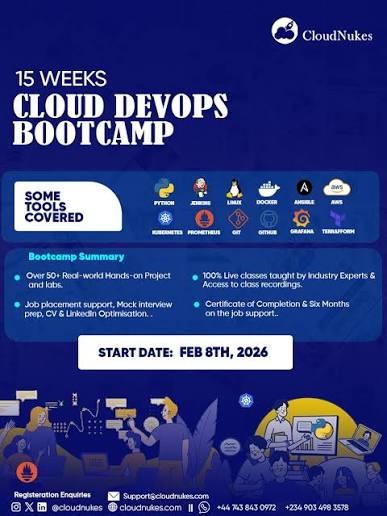 CloudNukes
15 WEEKS
CLOUD DEVOPS
BOOTCAMP
SOME
TOOLS
COVERED
PYTHON
JENKINS
LINUX
DOCKER
ANSIBLE
aws
AWS
KUBERNETES
PROMETHEUS
GIT
GITHUB
GRAFANA
TERRAFORM
Bootcamp Summary
Over 50+ Real-world Hands-on Project
and labs.
100% Live classes taught by Industry Experts &
Access to class recordings.
Job placement support, Mock interview
prep, CV & LinkedIn Optimisation. .
Certificate of Completion & Six Months
on the job support..
START DATE: FEB 8TH, 2026
Registeration Enquiries
Support@cloudnukes.com
@cloudnukes
cloudnukes.com
||
+44 743 843 0972
+234 903 498 3578